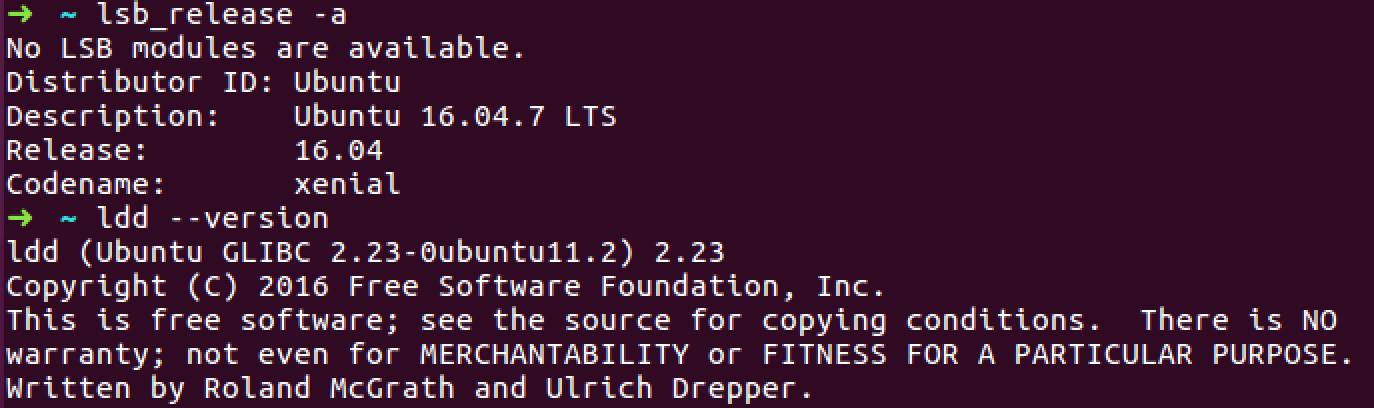 ➜ ~ lsb_release -a
No LSB modules are available.
Distributor ID: Ubuntu
Description:    Ubuntu 16.04.7 LTS
Release:        16.04
Codename:       xenial
➜ ~ ldd --version
ldd (Ubuntu GLIBC 2.23-0ubuntu11.2) 2.23
Copyright (C) 2016 Free Software Foundation, Inc.
This is free software; see the source for copying conditions.  There is NO
warranty; not even for MERCHANTABILITY or FITNESS FOR A PARTICULAR PURPOSE.
Written by Roland McGrath and Ulrich Drepper.